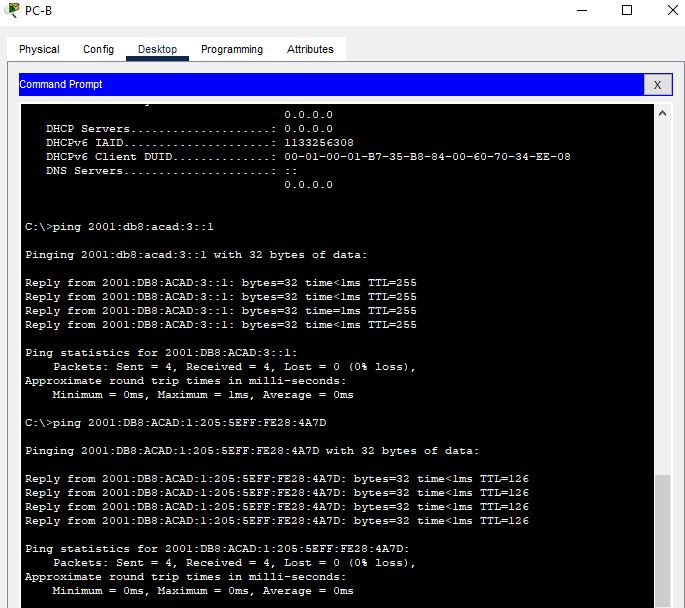 PC-B
Physical Config Desktop Programming Attributes
Command Prompt X
0.0.0.0
DHCP Servers.....................: 0.0.0.0
DHCPv6 IAID......................: 1133256308
DHCPv6 Client DUID...............: 00-01-00-01-B7-35-B8-84-00-60-70-34-EE-08
DNS Servers......................: ::
0.0.0.0
C:\>ping 2001:db8:acad:3::1
Pinging 2001:db8:acad:3::1 with 32 bytes of data:
Reply from 2001:DB8:ACAD:3::1: bytes=32 time<1ms TTL=255
Reply from 2001:DB8:ACAD:3::1: bytes=32 time<1ms TTL=255
Reply from 2001:DB8:ACAD:3::1: bytes=32 time=1ms TTL=255
Reply from 2001:DB8:ACAD:3::1: bytes=32 time<1ms TTL=255
Ping statistics for 2001:DB8:ACAD:3::1:
Packets: Sent = 4, Received = 4, Lost = 0 (0% loss),
Approximate round trip times in milli-seconds:
Minimum = 0ms, Maximum = 1ms, Average = 0ms
C:\>ping 2001:DB8:ACAD:1:205:5EFF:FE28:4A7D
Pinging 2001:DB8:ACAD:1:205:5EFF:FE28:4A7D with 32 bytes of data:
Reply from 2001:DB8:ACAD:1:205:5EFF:FE28:4A7D: bytes=32 time<1ms TTL=126
Reply from 2001:DB8:ACAD:1:205:5EFF:FE28:4A7D: bytes=32 time<1ms TTL=126
Reply from 2001:DB8:ACAD:1:205:5EFF:FE28:4A7D: bytes=32 time<1ms TTL=126
Reply from 2001:DB8:ACAD:1:205:5EFF:FE28:4A7D: bytes=32 time<1ms TTL=126
Ping statistics for 2001:DB8:ACAD:1:205:5EFF:FE28:4A7D:
Packets: Sent = 4, Received = 4, Lost = 0 (0% loss),
Approximate round trip times in milli-seconds:
Minimum = 0ms, Maximum = 0ms, Average = 0ms